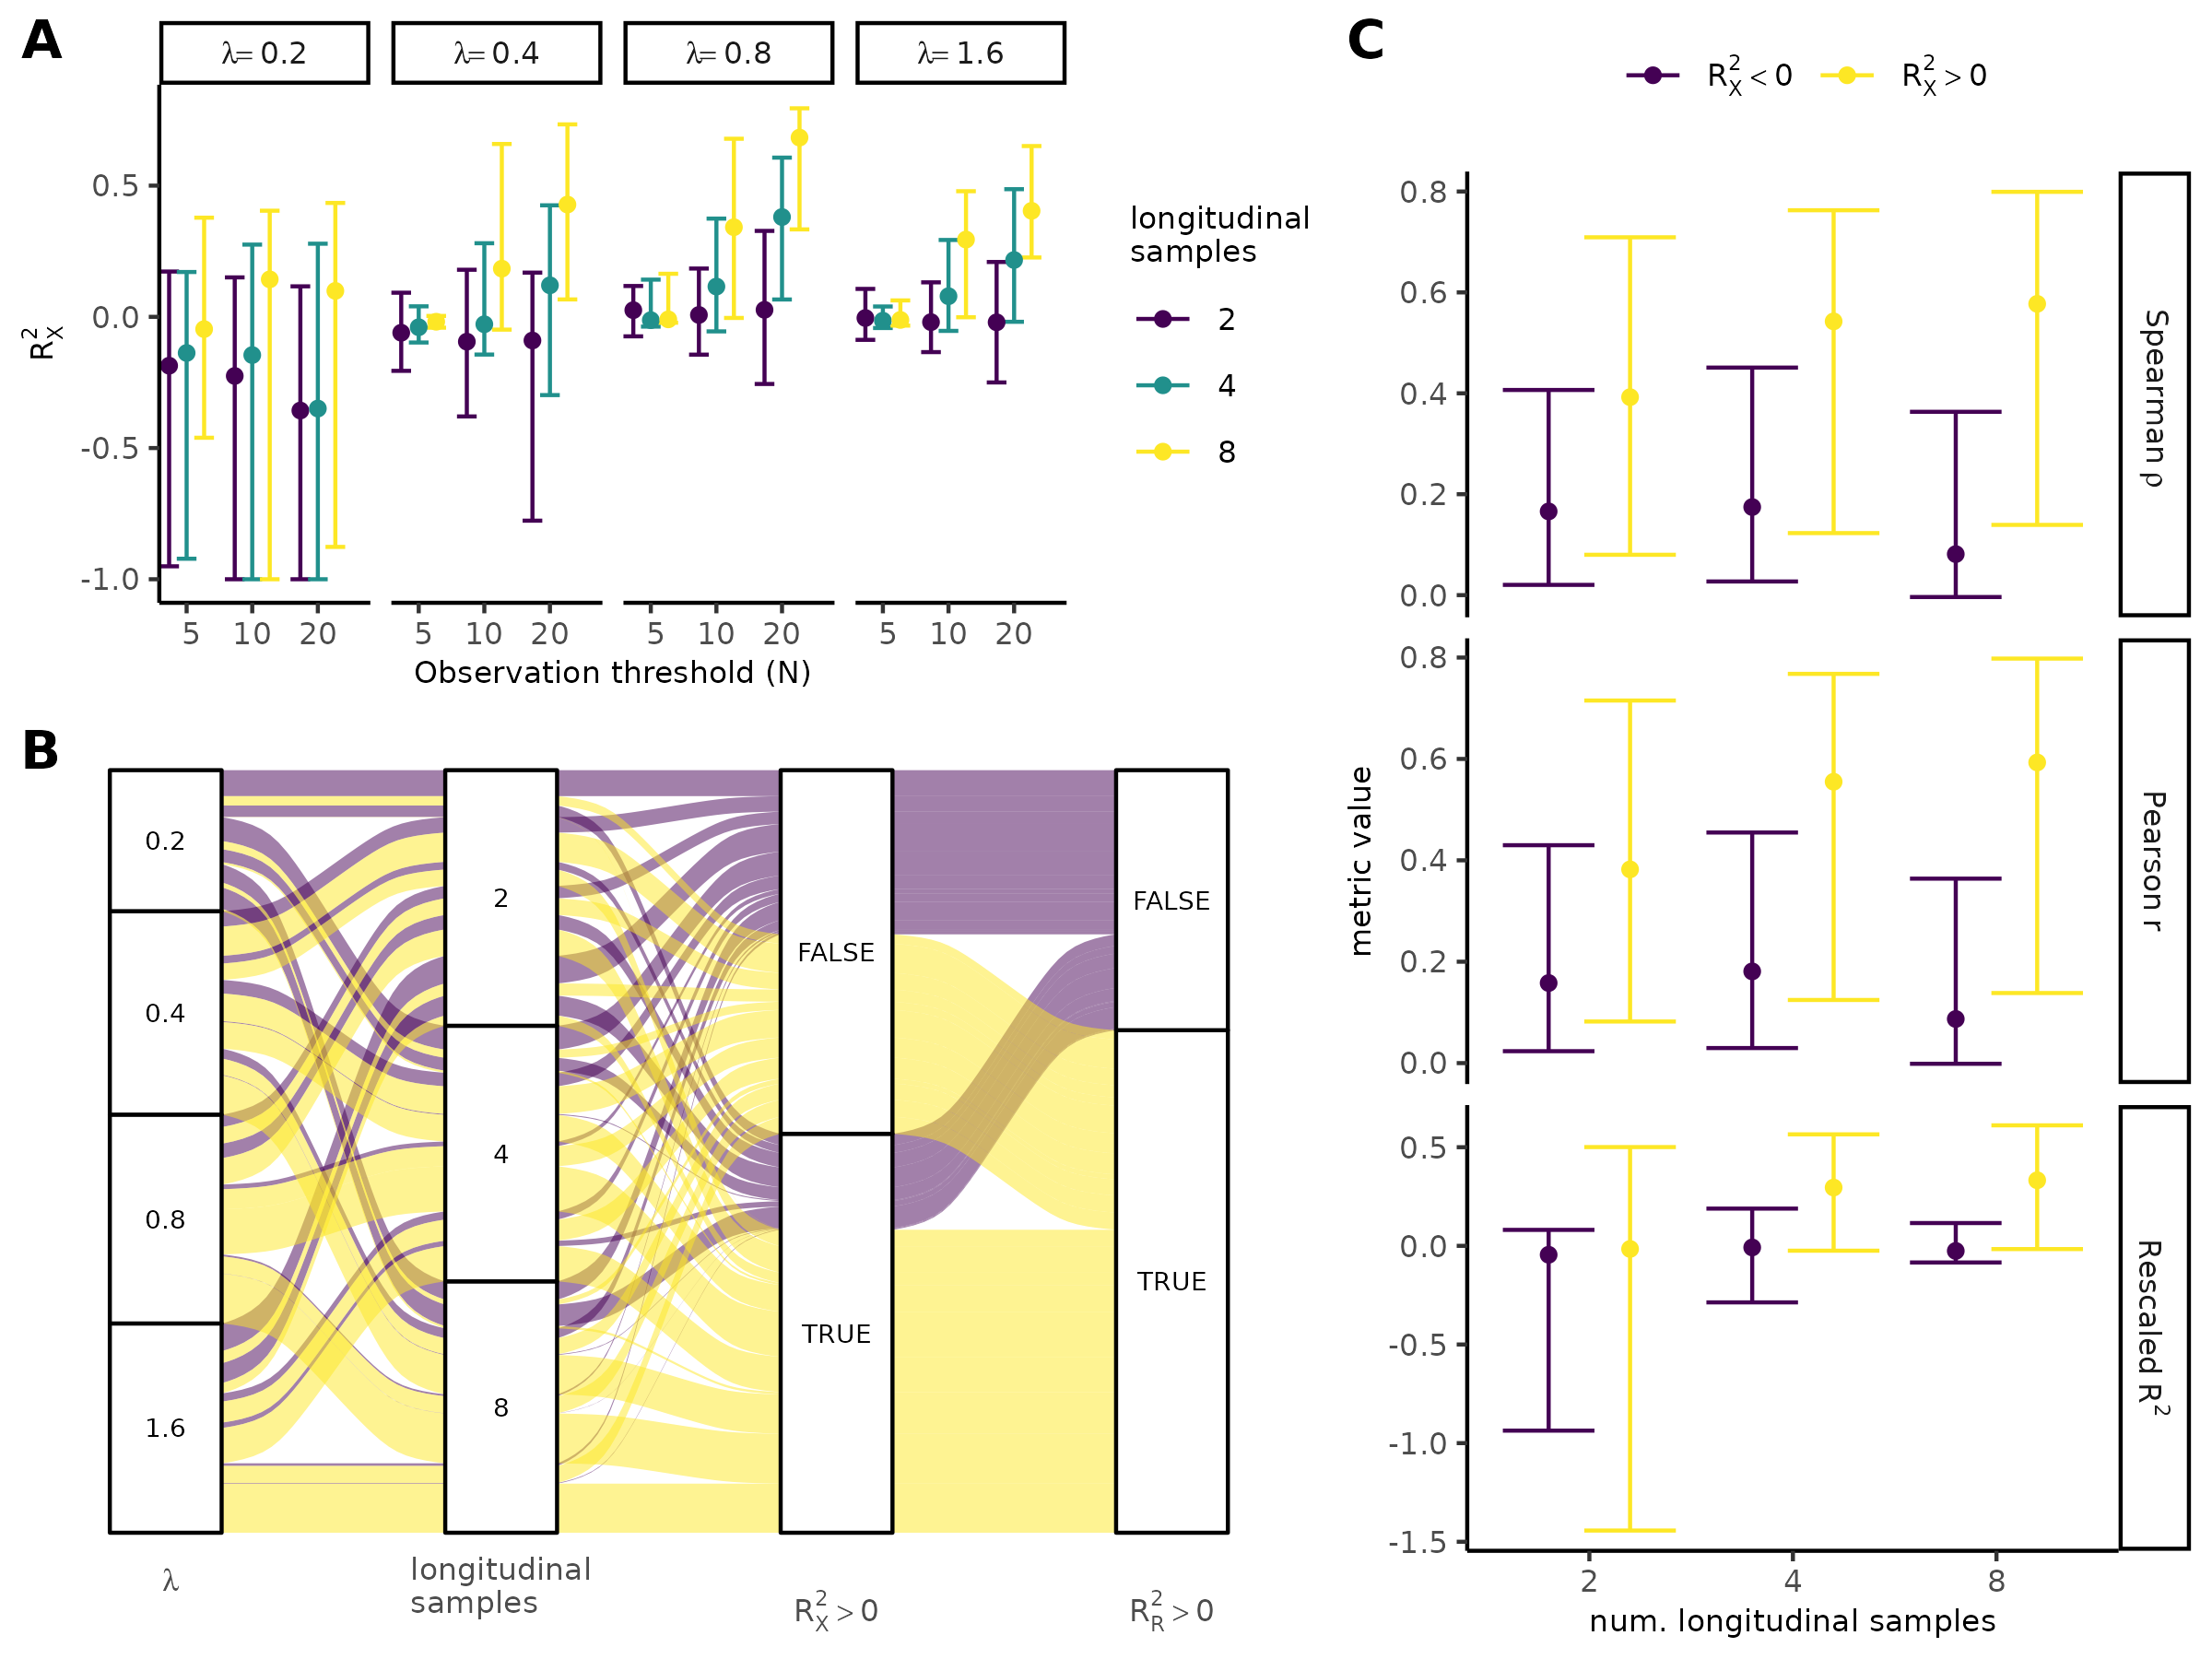 A
λ= 0.2
λ= 0.4
λ= 0.8
λ= 1.6
R²X
0.5
0.0
-0.5
-1.0
5 10 20
5 10 20
5 10 20
5 10 20
Observation threshold (N)
longitudinal
samples
2
4
8
B
0.2
0.4
0.8
1.6
2
4
8
FALSE
TRUE
FALSE
TRUE
λ
longitudinal
samples
R²X > 0
R²R > 0
C
R²X < 0
R²X > 0
metric value
0.8
0.6
0.4
0.2
0.0
Spearman ρ
0.8
0.6
0.4
0.2
0.0
Pearson r
0.5
0.0
-0.5
-1.0
-1.5
Rescaled R²
2 4 8
num. longitudinal samples